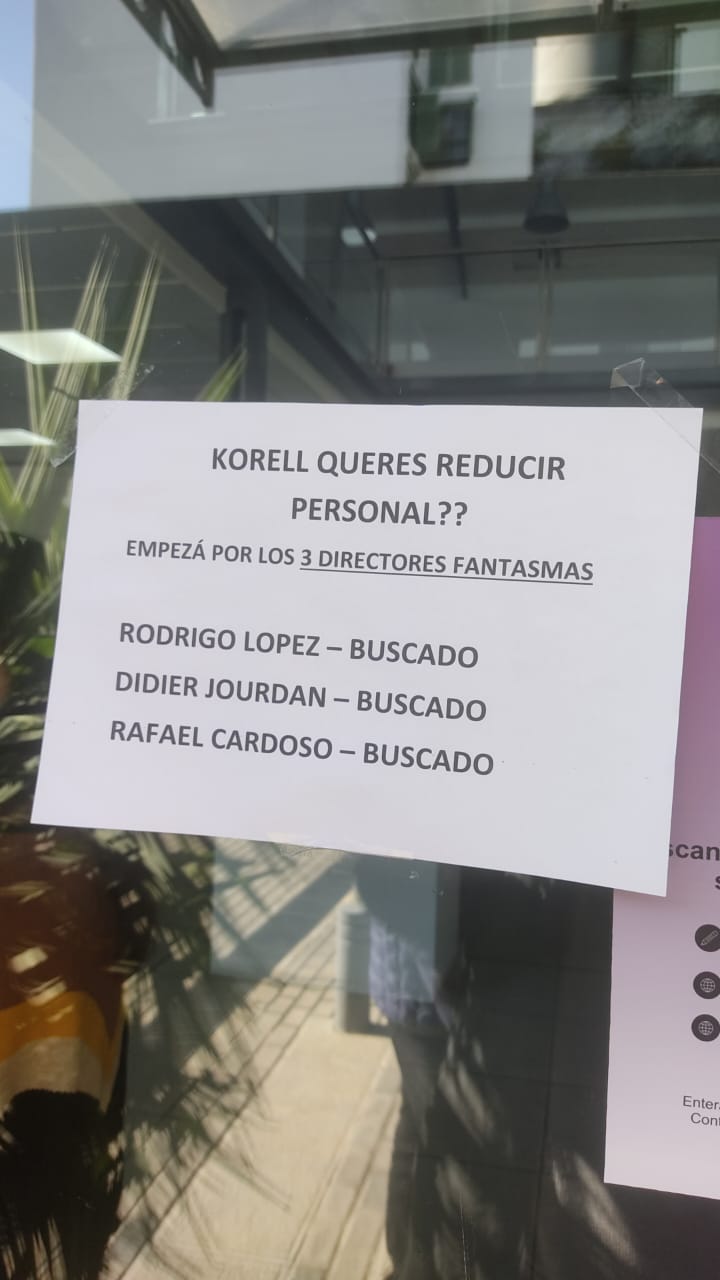 KORELL QUERES REDUCIR
PERSONAL??
EMPEZÁ POR LOS 3 DIRECTORES FANTASMAS
RODRIGO LOPEZ – BUSCADO
DIDIER JOURDAN – BUSCADO
RAFAEL CARDOSO – BUSCADO